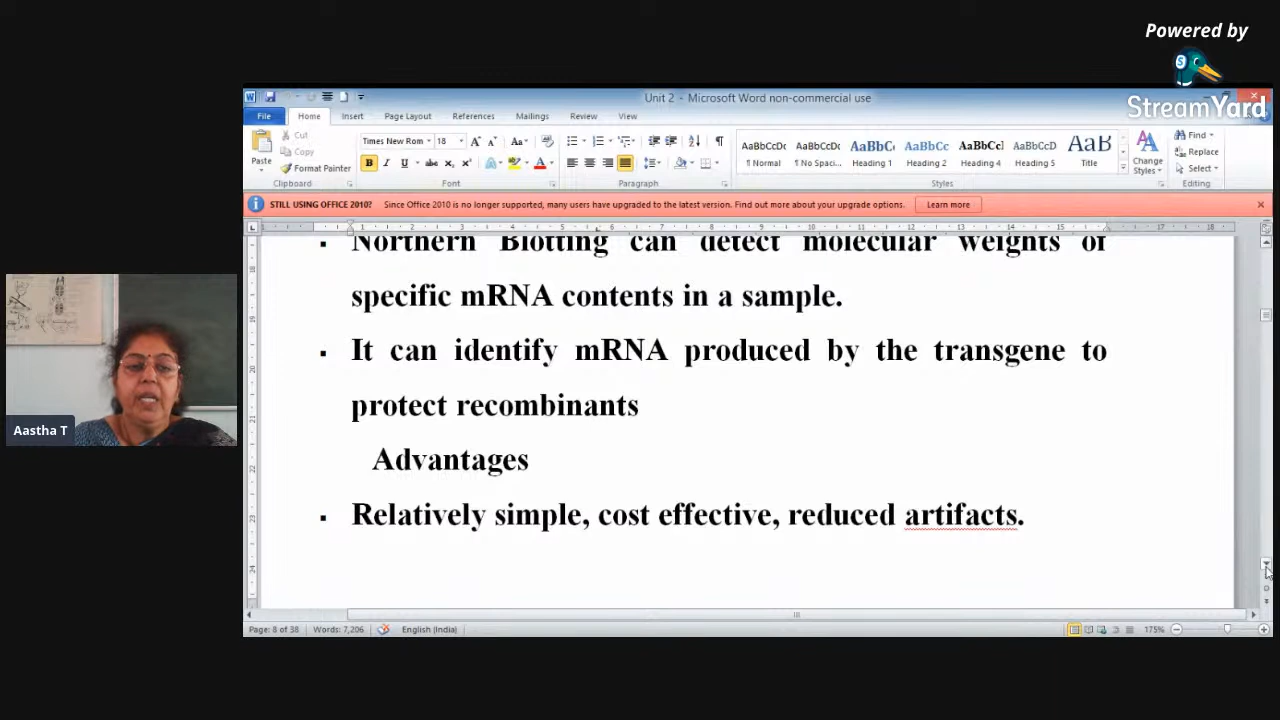 Powered by
StreamYard
Unit 2 - Microsoft Word non-commercial use
File Home Insert Page Layout References Mailings Review View
Cut
Copy
Format Painter
Paste
Clipboard
Times New Rom 18
Font
Paragraph
AaBbCcDc AaBbCcDc AaBbC AaBbCc AaBbCcI AaBbCcD AaB
¶ Normal ¶ No Spaci... Heading 1 Heading 2 Heading 4 Heading 5 Title
Change Styles
Styles
Find
Replace
Select
Editing
STILL USING OFFICE 2010? Since Office 2010 is no longer supported, many users have upgraded to the latest version. Find out more about your upgrade options. Learn more
Northern Blotting can detect molecular weights of
specific mRNA contents in a sample.
It can identify mRNA produced by the transgene to
protect recombinants
Advantages
Relatively simple, cost effective, reduced artifacts.
Aastha T
Page: 8 of 38 Words: 7,206 English (India) 175%